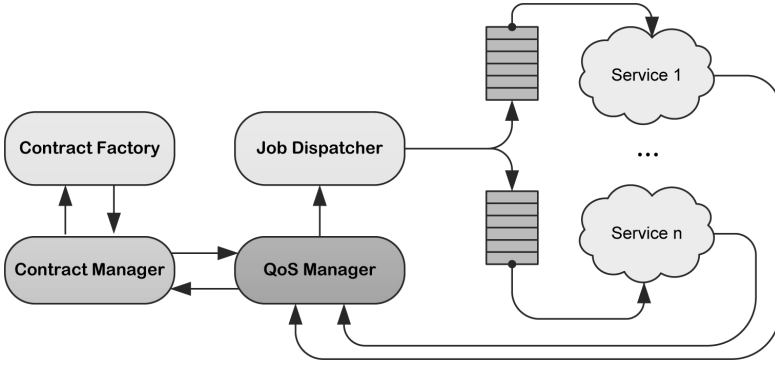 Service 1
Contract Factory
Job Dispatcher
...
Contract Manager
QoS Manager
Service n